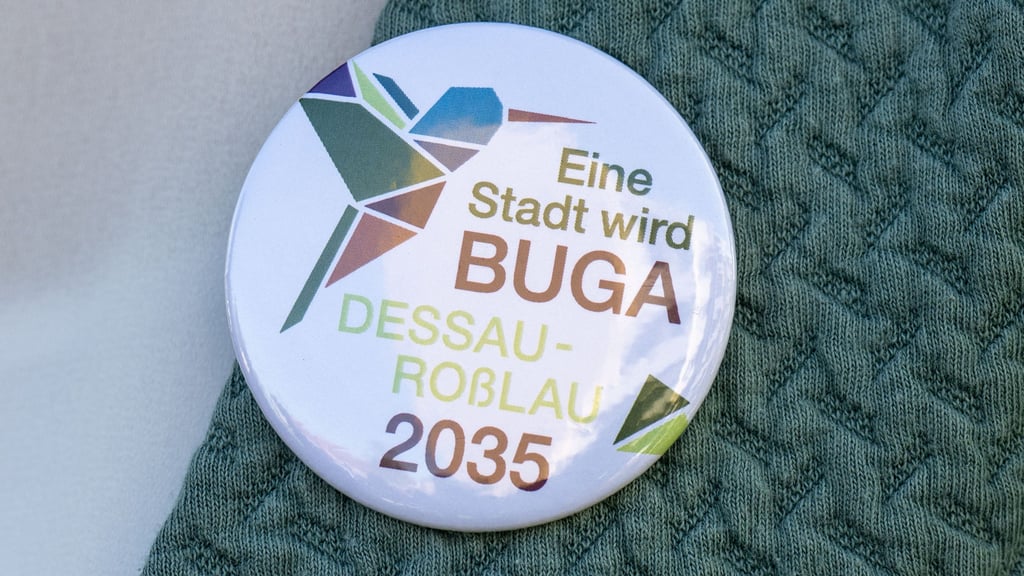 Eine
Stadt wird
BUGA
DESSAU-
ROßLAU
2035